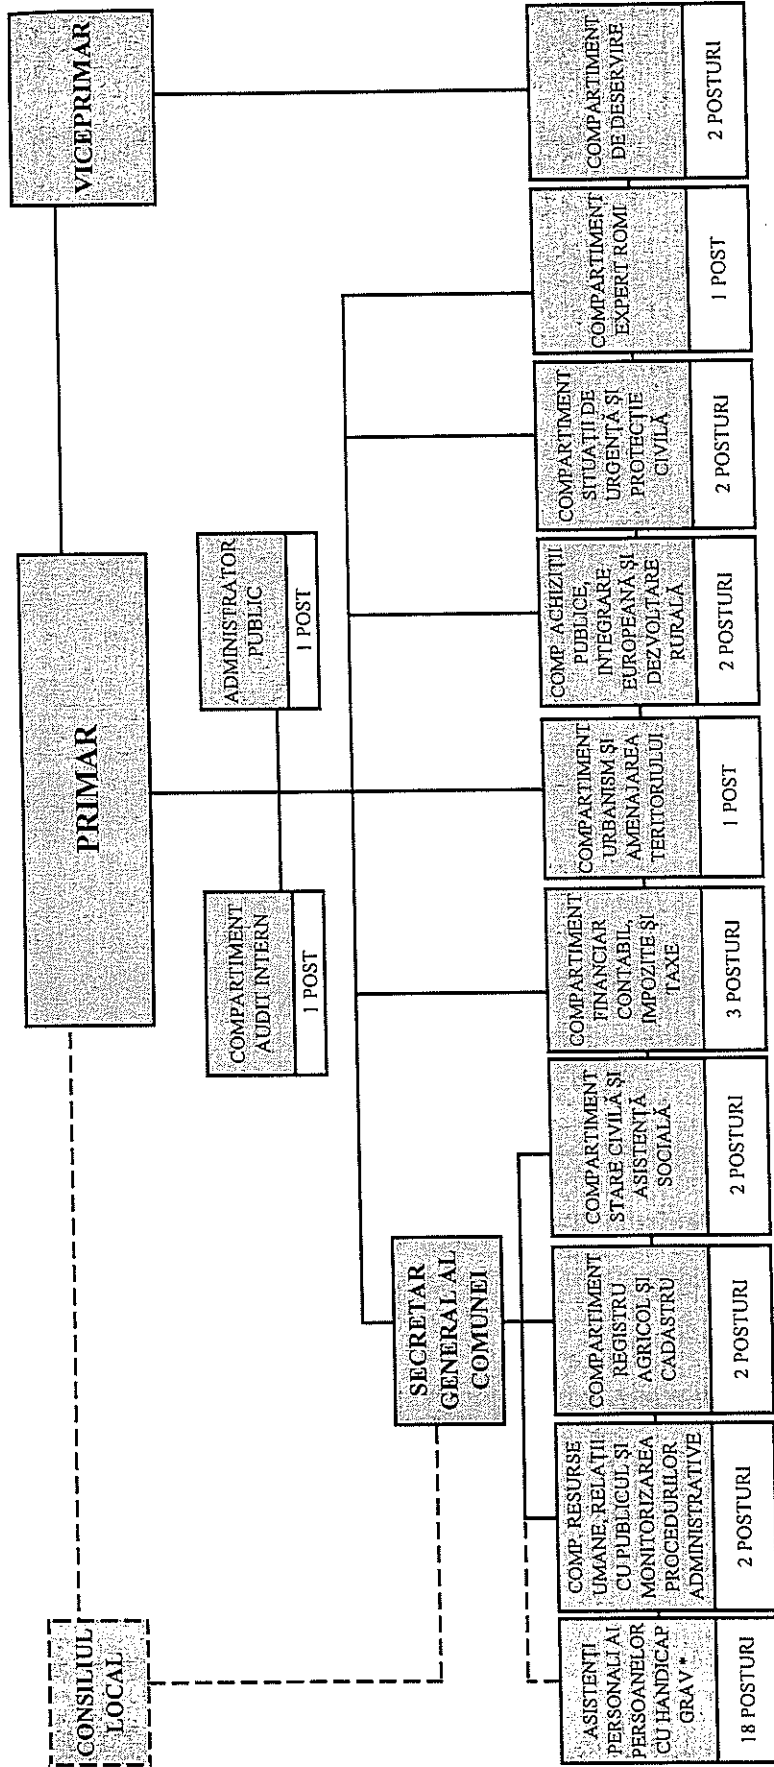 CONSILIUL
LOCAL
PRIMAR
VICEPRIMAR
COMPARTIMENT
AUDIT INTERN
1 POST
ADMINISTRATOR
PUBLIC
1 POST
SECRETAR
GENERAL AL
COMUNEI
ASISTENȚI
PERSONALI AI
PERSOANELOR
CU HANDICAP
GRAV *
18 POSTURI
COMP. RESURSE
UMANE, RELAȚII
CU PUBLICUL ȘI
MONITORIZAREA
PROCEDURILOR
ADMINISTRATIVE
2 POSTURI
COMPARTIMENT
REGISTRU
AGRICOL ȘI
CADASTRU
2 POSTURI
COMPARTIMENT
STARE CIVILĂ ȘI
ASISTENȚĂ
SOCIALĂ
2 POSTURI
COMPARTIMENT
FINANCIAR
CONTABIL,
IMPOZITE ȘI
TAXE
3 POSTURI
COMPARTIMENT
URBANISM ȘI
AMENAJAREA
TERITORIULUI
1 POST
COMP. ACHIZIȚII
PUBLICE,
INTEGRARE
EUROPEANĂ ȘI
DEZVOLTARE
RURALĂ
2 POSTURI
COMPARTIMENT
SITUAȚII DE
URGENȚĂ ȘI
PROTECȚIE
CIVILĂ
2 POSTURI
COMPARTIMENT
EXPERT ROMI
1 POST
COMPARTIMENT
DE DESERVIRE
2 POSTURI